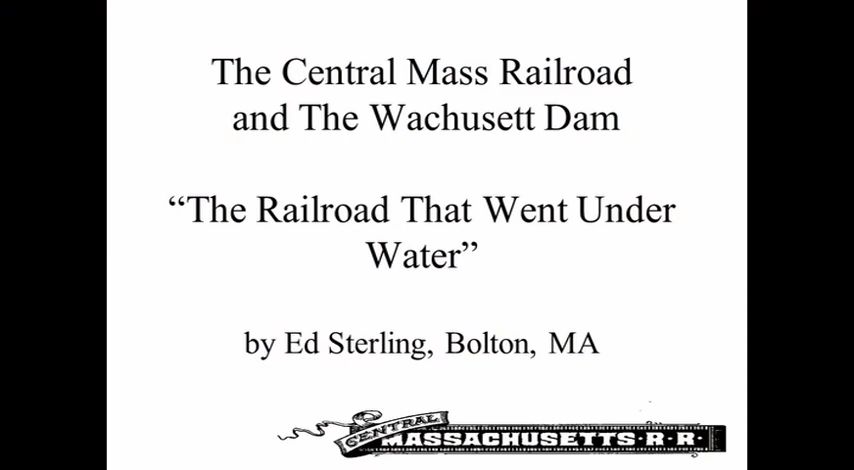 The Central Mass Railroad
and The Wachusett Dam
“The Railroad That Went Under
Water”
by Ed Sterling, Bolton, MA
CENTRAL
MASSACHUSETTS·R·R·